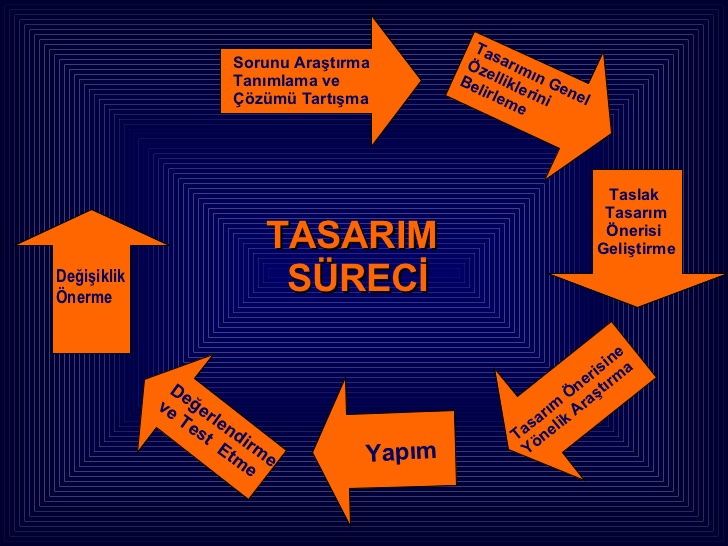 Sorunu Araştırma
Tanımlama ve
Çözümü Tartışma
Tasarımın Genel
Özelliklerini
Belirleme
Taslak
Tasarım
Önerisi
Geliştirme
Tasarım Önerisine
Yönelik Araştırma
Yapım
Değerlendirme
ve Test Etme
Değişiklik
Önerme
TASARIM
SÜRECİ